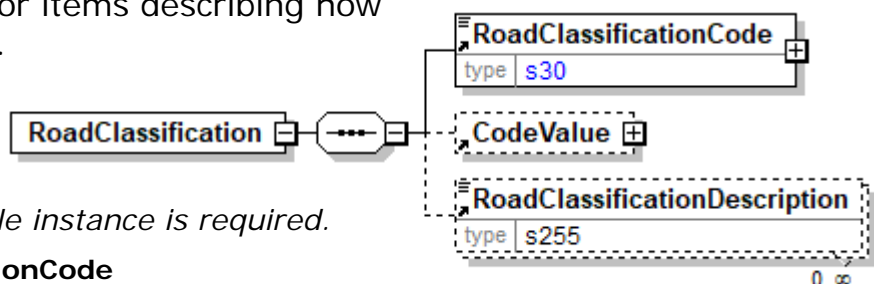 or items describing how
.
RoadClassificationCode
type s30
RoadClassification
CodeValue
RoadClassificationDescription
type s255
0 ∞
le instance is required.
onCode